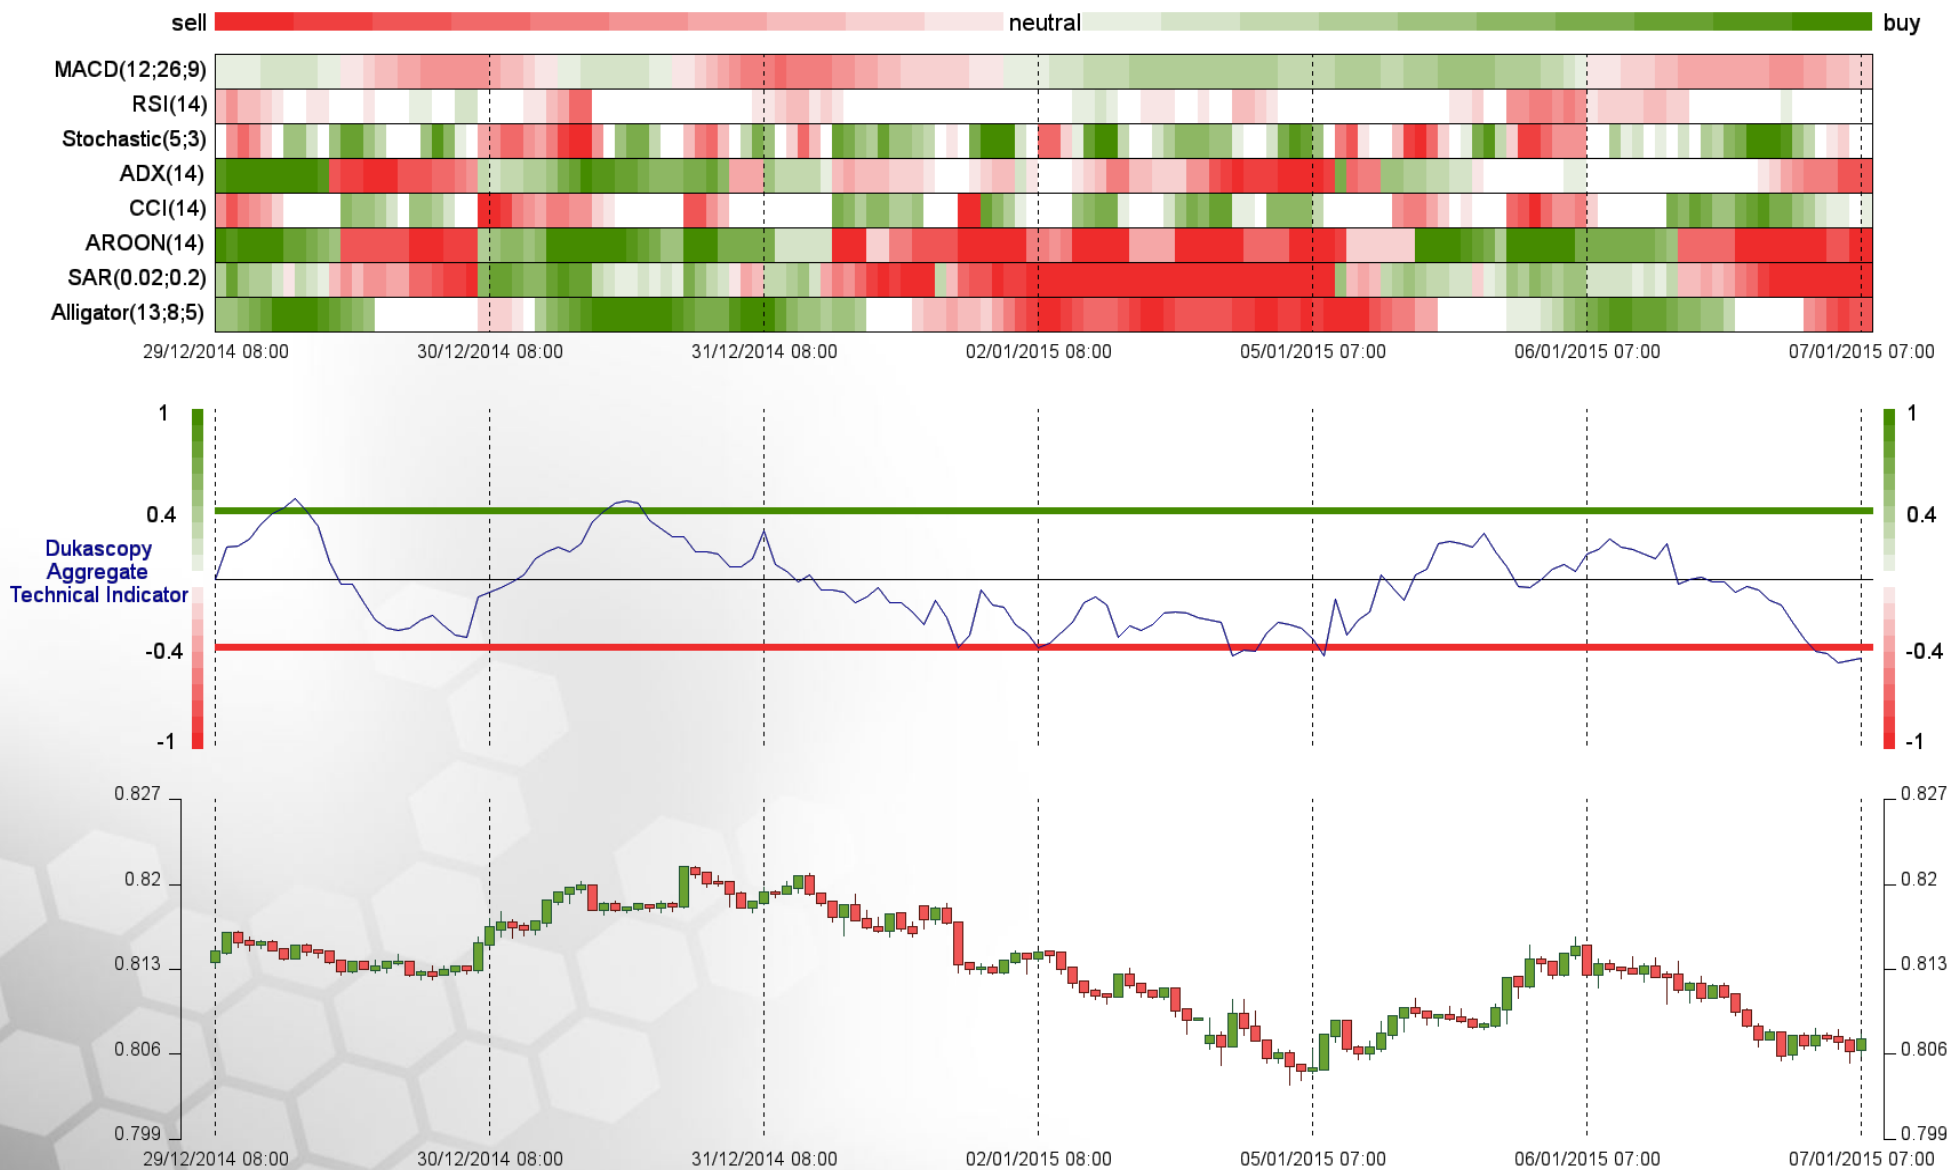 sell neutral buy
MACD(12;26;9)
RSI(14)
Stochastic(5;3)
ADX(14)
CCI(14)
AROON(14)
SAR(0.02;0.2)
Alligator(13;8;5)
29/12/2014 08:00 30/12/2014 08:00 31/12/2014 08:00 02/01/2015 08:00 05/01/2015 07:00 06/01/2015 07:00 07/01/2015 07:00
1 1
0.4 0.4
Dukascopy
Aggregate
Technical Indicator
-0.4 -0.4
-1 -1
0.827 0.827
0.82 0.82
0.813 0.813
0.806 0.806
0.799 0.799
29/12/2014 08:00 30/12/2014 08:00 31/12/2014 08:00 02/01/2015 08:00 05/01/2015 07:00 06/01/2015 07:00 07/01/2015 07:00